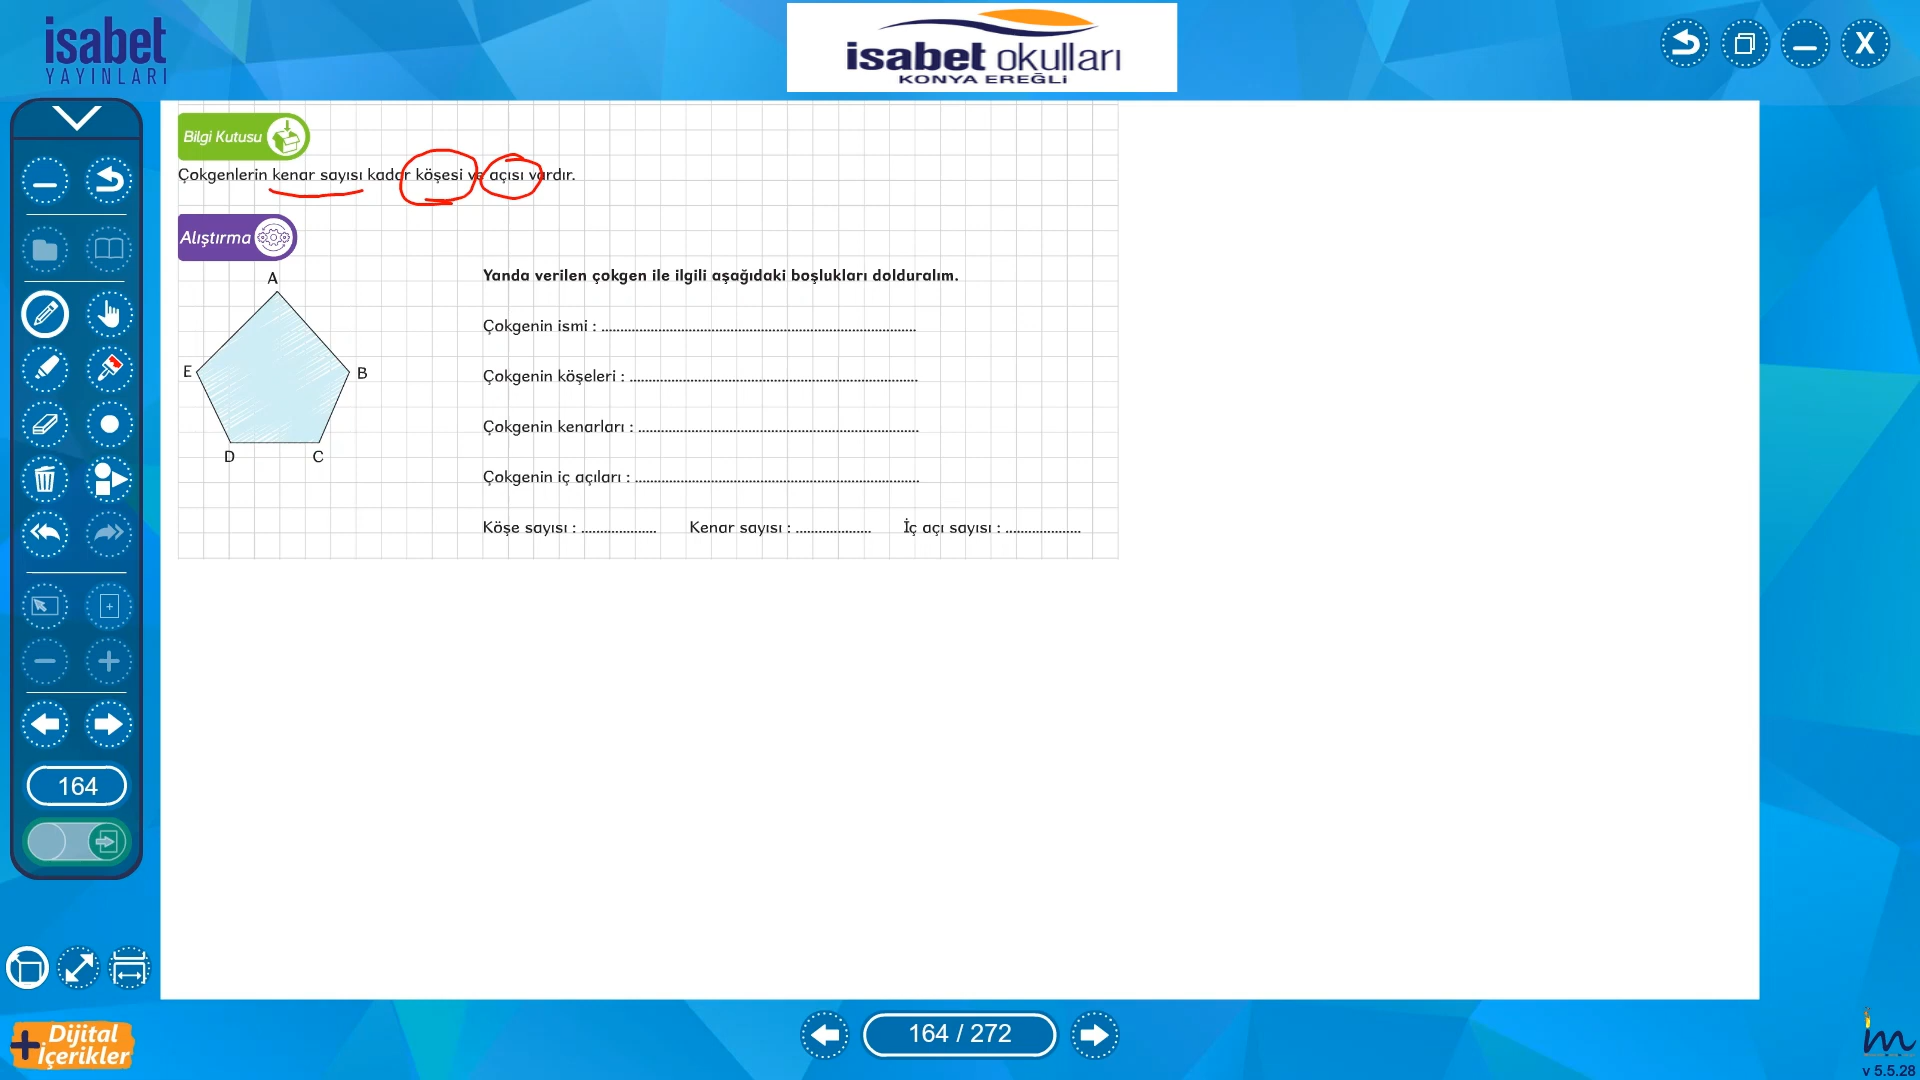 isabet
YAYINLARI
isabet okulları
KONYA EREĞLİ
X
Bilgi Kutusu
Çokgenlerin kenar sayısı kadar köşesi ve açısı vardır.
Alıştırma
A
Yanda verilen çokgen ile ilgili aşağıdaki boşlukları dolduralım.
Çokgenin ismi : ....................
E
B
Çokgenin köşeleri : ....................
Çokgenin kenarları : ....................
D
C
Çokgenin iç açıları : ....................
Köşe sayısı : .................... Kenar sayısı : .................... İç açı sayısı : ....................
164
+Dijital
İçerikler
164 / 272
v 5.5.28